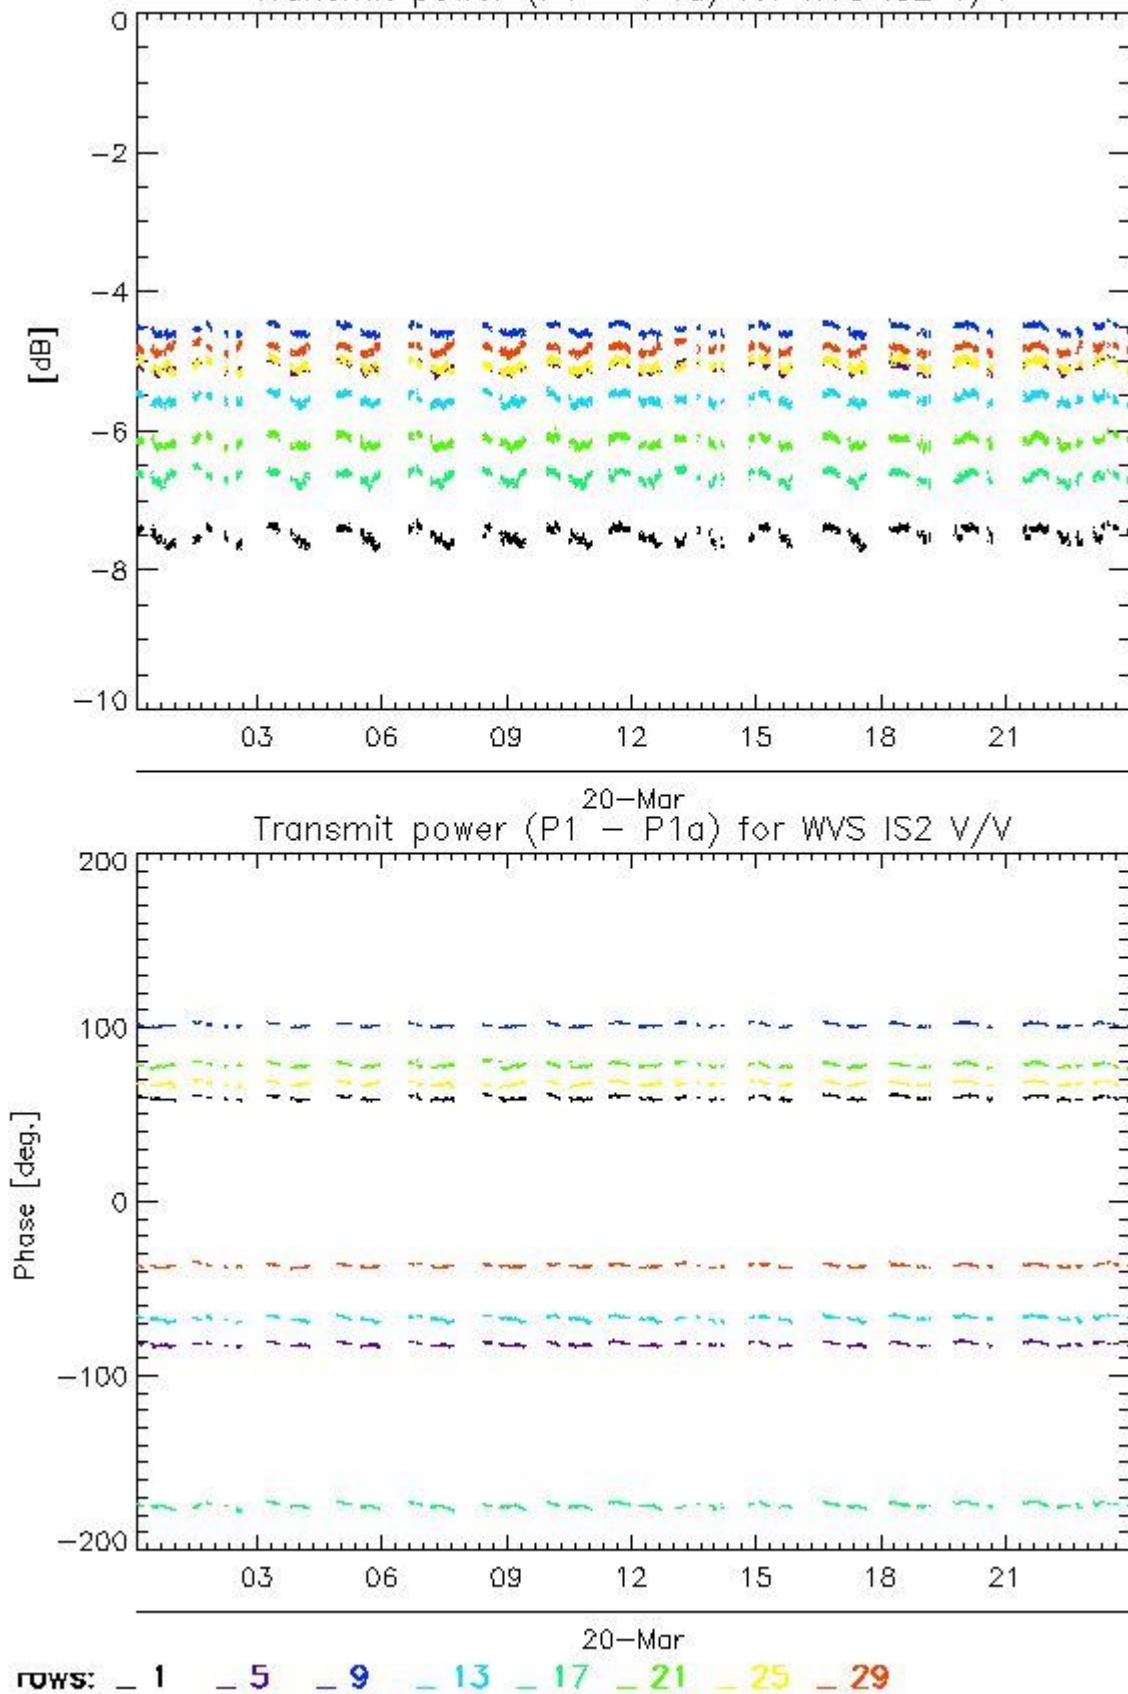 0
-2
-4
[dB]
-6
-8
-10
03 06 09 12 15 18 21
20-Mar
Transmit power (P1 - P1a) for WVS IS2 V/V
200
100
Phase [deg.]
0
-100
-200
03 06 09 12 15 18 21
20-Mar
rows: _ 1 _ 5 _ 9 _ 13 _ 17 _ 21 _ 25 _ 29